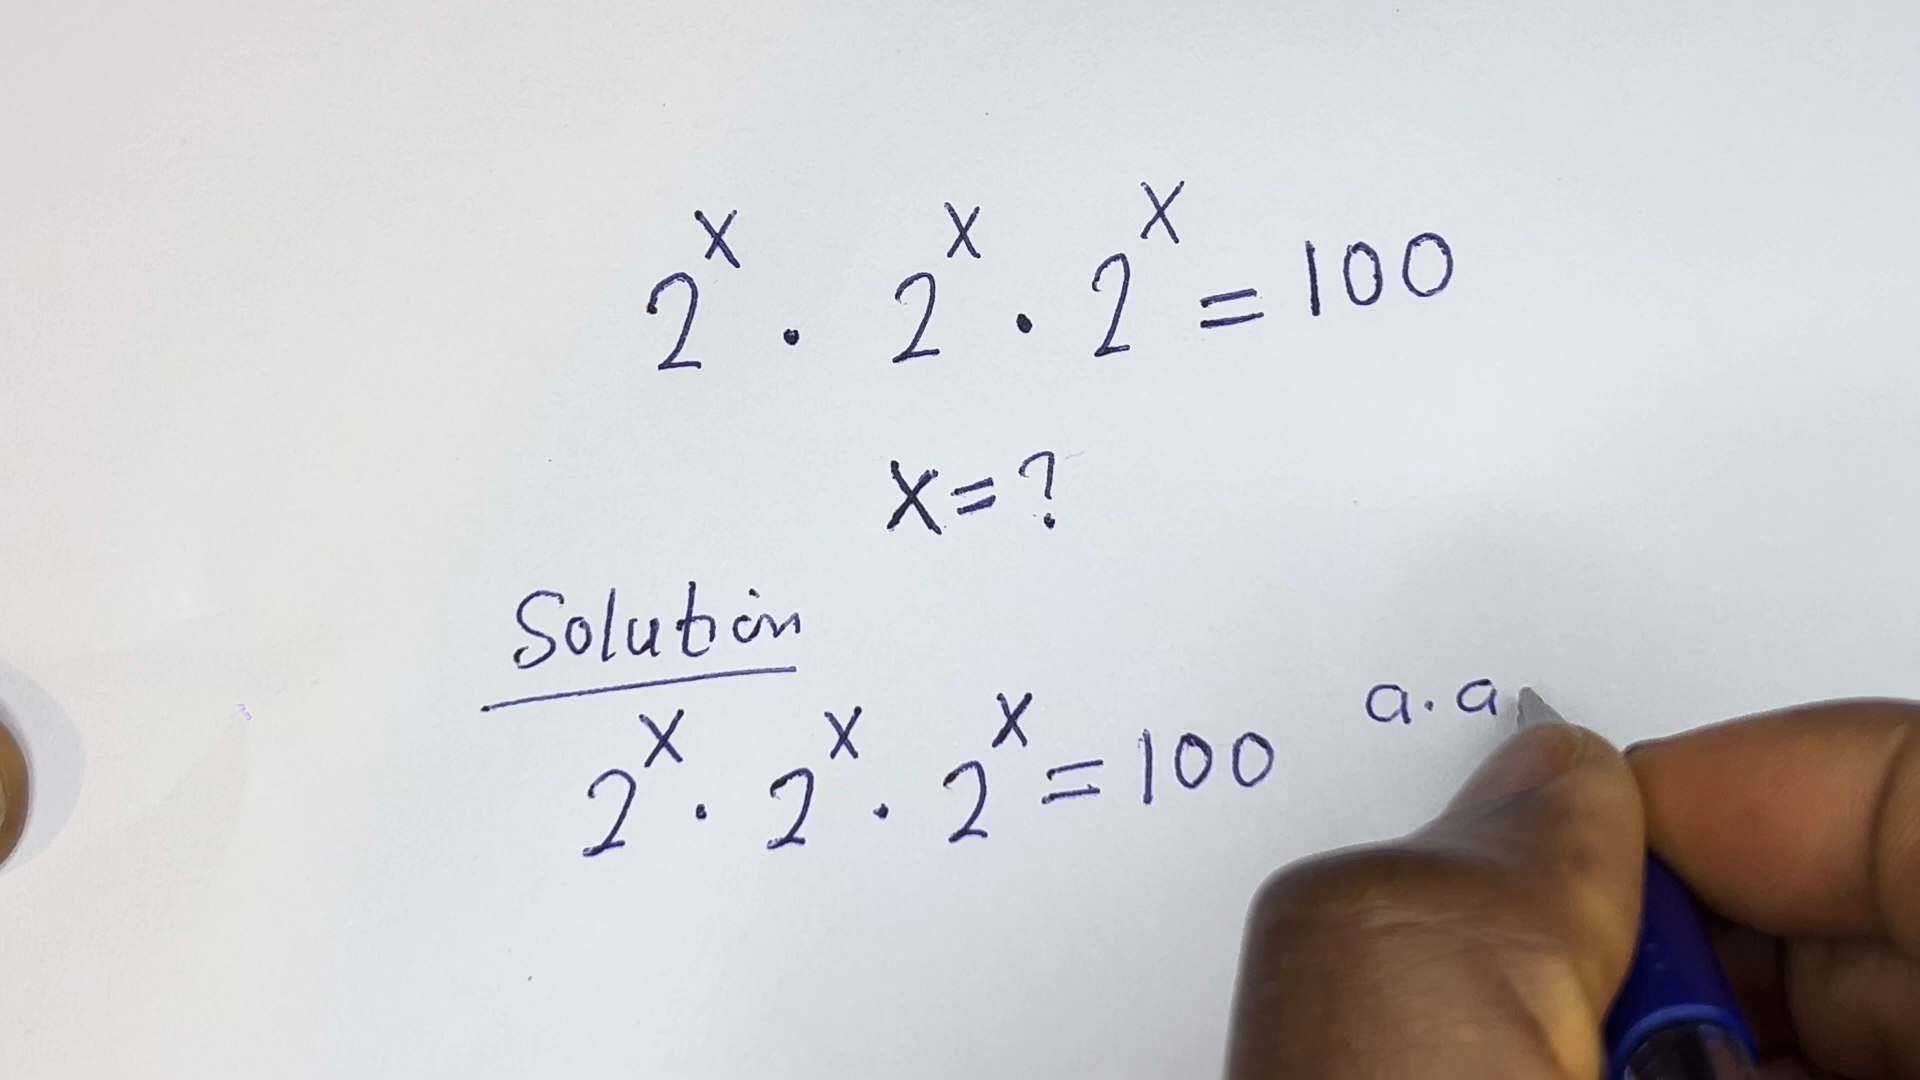 2^x · 2^x · 2^x = 100
x = ?
Solution
2^x · 2^x · 2^x = 100
a · a